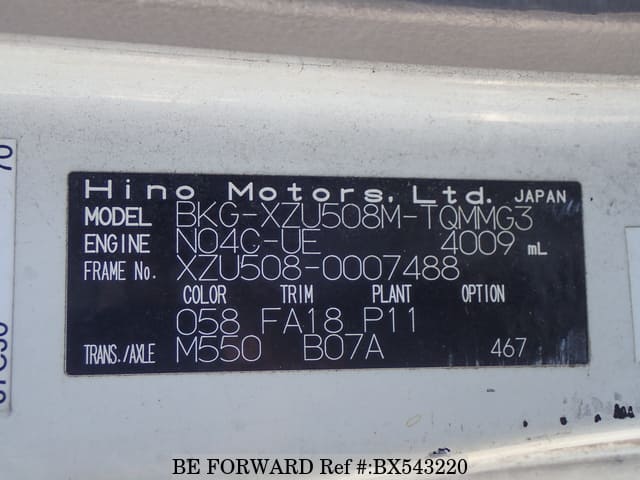 Hino Motors, Ltd. JAPAN
MODEL BKG-XZU508M-TQMMG3
ENGINE N04C-UE 4009 mL
FRAME No. XZU508-0007488
COLOR TRIM PLANT OPTION
058 FA18 P11
TRANS./AXLE M550 B07A 467
BE FORWARD Ref #:BX543220